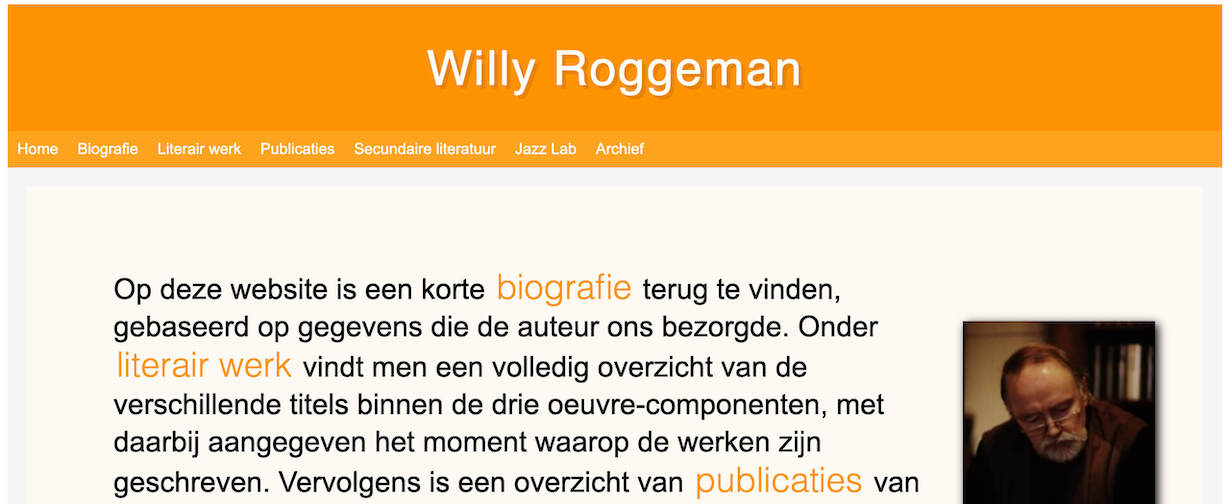 Willy Roggeman
Home Biografie Literair werk Publicaties Secundaire literatuur Jazz Lab Archief
Op deze website is een korte biografie terug te vinden,
gebaseerd op gegevens die de auteur ons bezorgde. Onder
literair werk vindt men een volledig overzicht van de
verschillende titels binnen de drie oeuvre-componenten, met
daarbij aangegeven het moment waarop de werken zijn
geschreven. Vervolgens is een overzicht van publicaties van